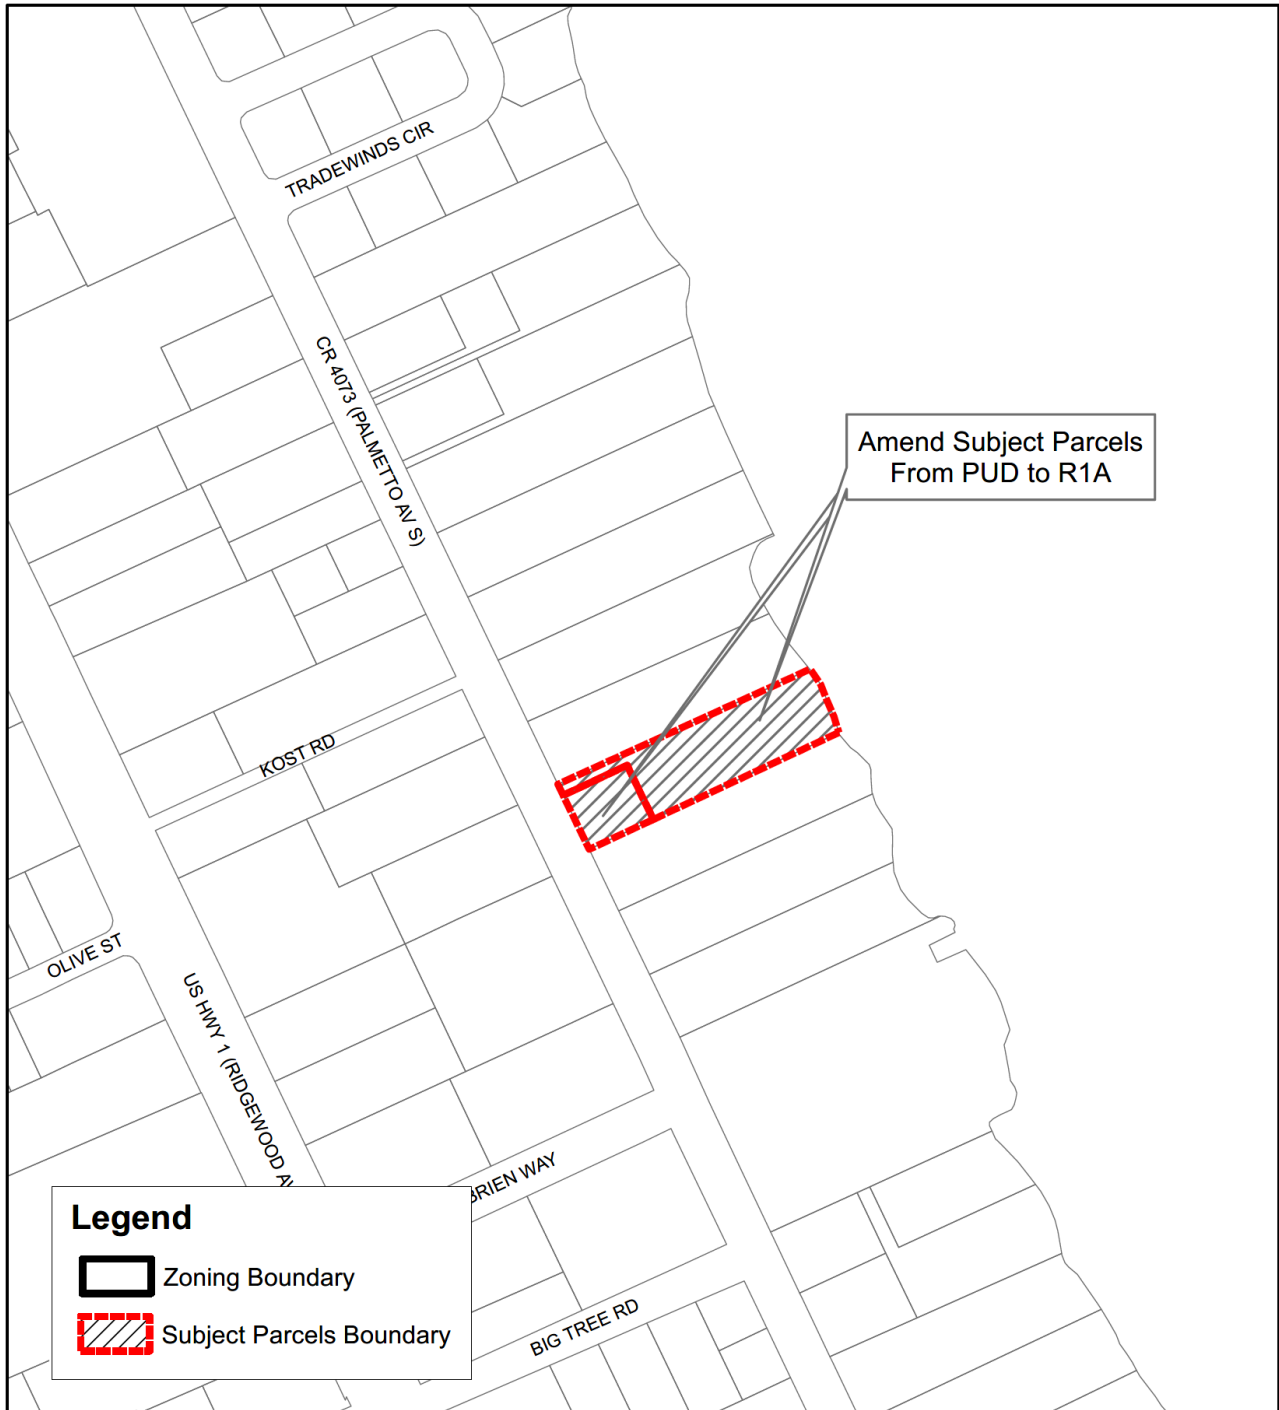 TRADEWINDS CIR
CR 4073 (PALMETTO AV S)
Amend Subject Parcels
From PUD to R1A
KOST RD
OLIVE ST
US HWY 1 (RIDGEWOOD AV
BRIEN WAY
BIG TREE RD
Legend
Zoning Boundary
Subject Parcels Boundary